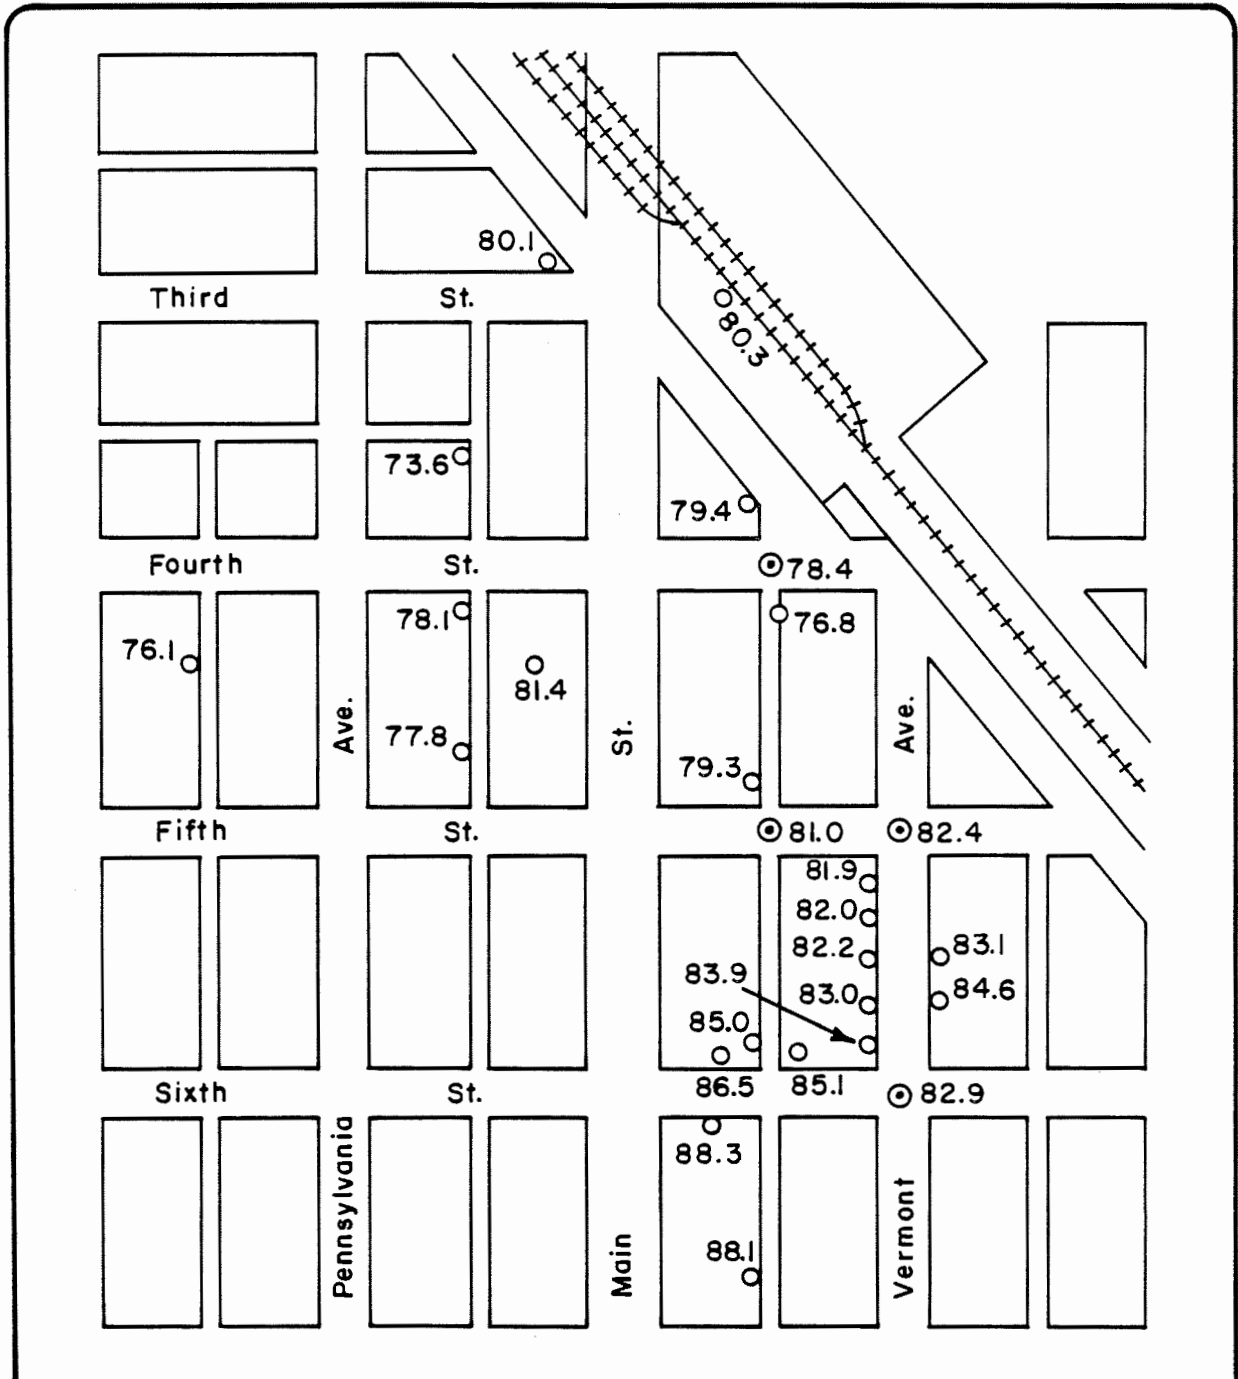 80.1
Third St.
80.3
73.6
79.4
Fourth St.
78.4
78.1
76.8
76.1
81.4
Ave.
77.8
St.
Ave.
79.3
Fifth St.
81.0
82.4
81.9
82.0
82.2
83.1
83.9
83.0
84.6
85.0
86.5
85.1
Sixth St.
82.9
Pennsylvania
88.3
Main
Vermont
88.1